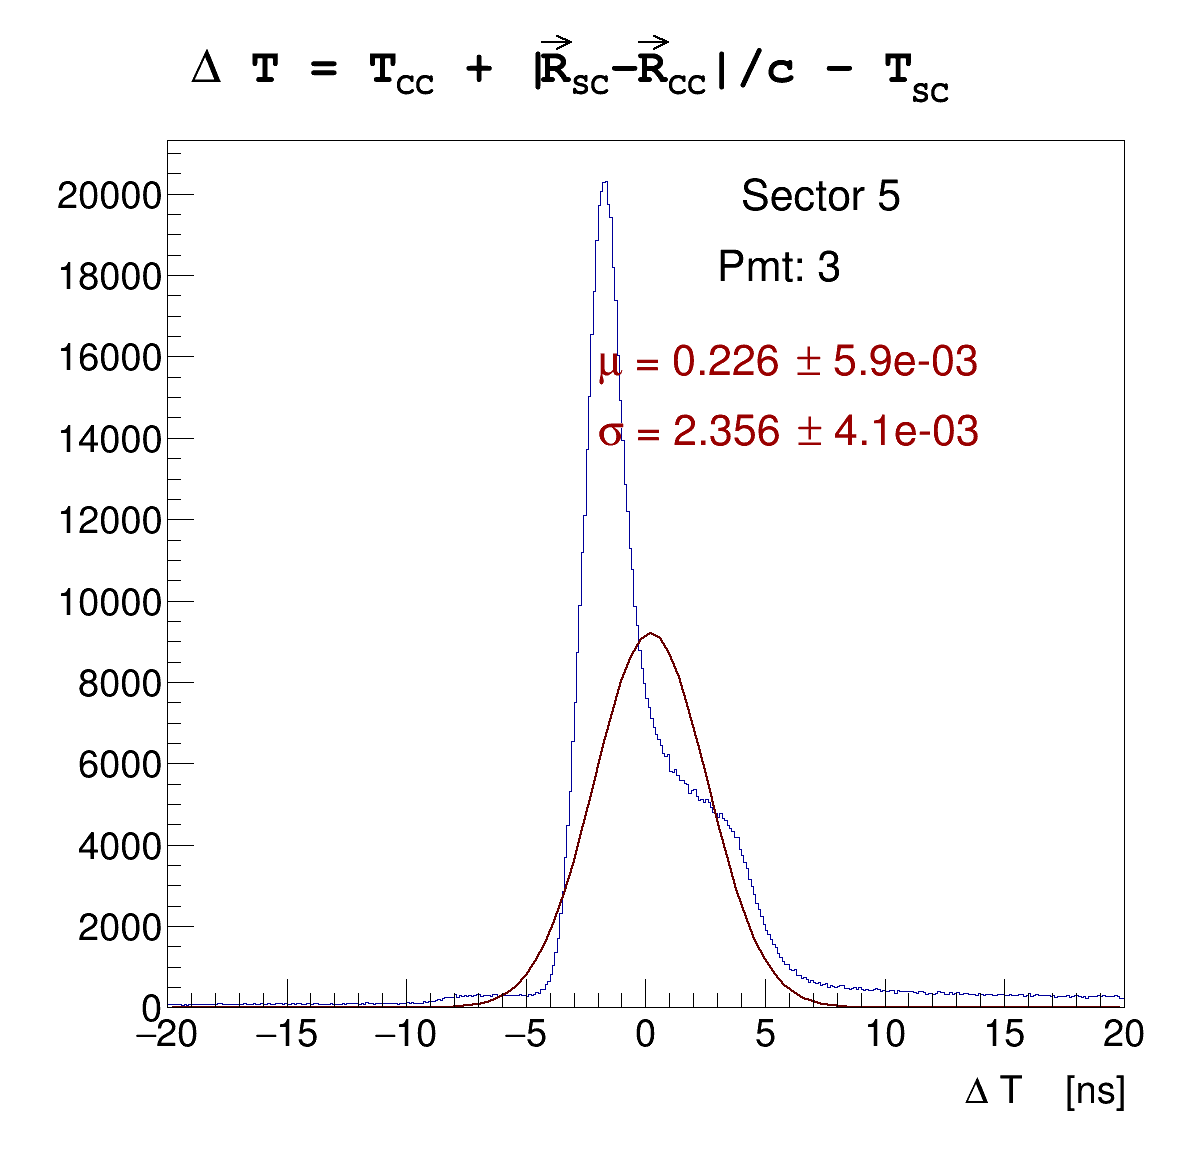 Δ T = T_CC + |R⃗_SC-R⃗_CC|/c - T_SC
Sector 5
Pmt: 3
μ = 0.226 ± 5.9e-03
σ = 2.356 ± 4.1e-03
20000
18000
16000
14000
12000
10000
8000
6000
4000
2000
0
−20 −15 −10 −5 0 5 10 15 20
Δ T [ns]